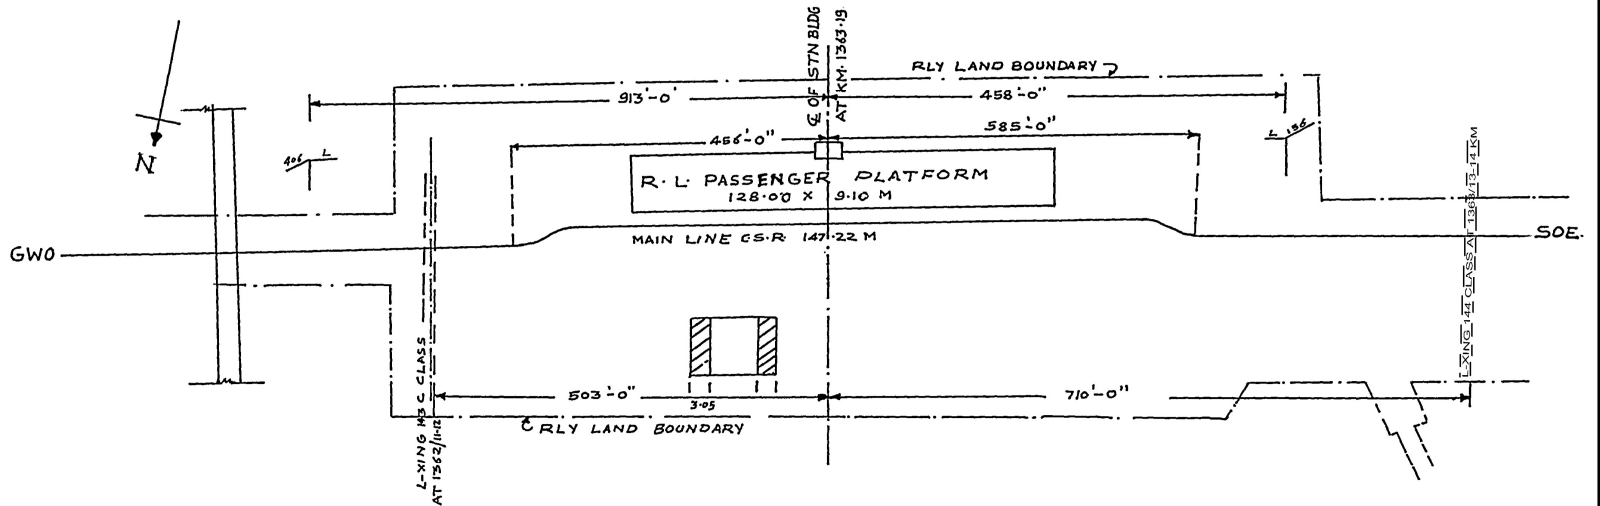 ℄ OF STN BLDG
AT KM. 1363.19
RLY LAND BOUNDARY
913'-0'
458'-0"
456'-0"
585'-0"
N
406 L
L 156
R. L. PASSENGER PLATFORM
128.00 X 9.10 M
GWO
MAIN LINE CS.R. 147.22 M
SOE.
L-XING 143 C CLASS
AT 1362/11-12
L-XING 144 CLASS AT 1363/13-14 KM
503'-0"
3.05
710'-0"
RLY LAND BOUNDARY